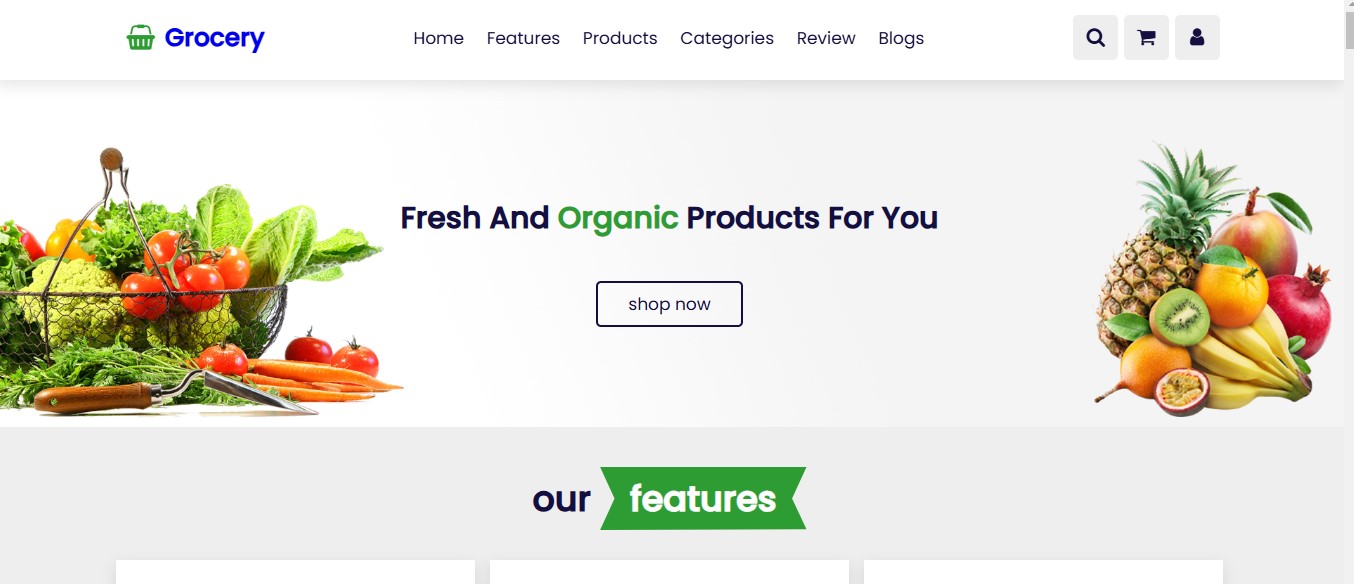 Grocery
Home Features Products Categories Review Blogs
Fresh And Organic Products For You
shop now
our features